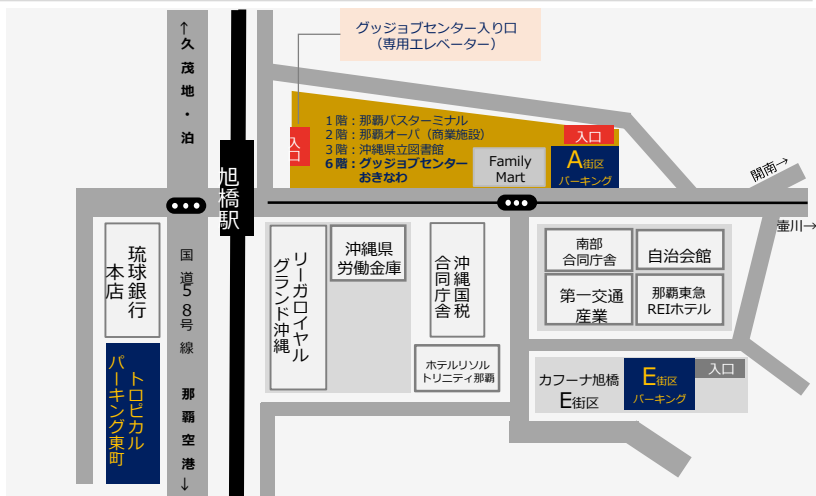 グッジョブセンター入り口
（専用エレベーター）
↑久茂地・泊
1階：那覇バスターミナル
2階：那覇オーパ（商業施設）
3階：沖縄県立図書館
6階：グッジョブセンター
おきなわ
入口
Family
Mart
入口
A街区
パーキング
旭橋駅
開南→
壷川→
琉球銀行
本店
国道58号線
那覇空港↓
トロピカル
パーキング東町
リーガロイヤル
グランド沖縄
沖縄県
労働金庫
沖縄国税
合同庁舎
ホテルリソル
トリニティ那覇
南部
合同庁舎
自治会館
第一交通
産業
那覇東急
REIホテル
カフーナ旭橋
E街区
E街区
パーキング
入口